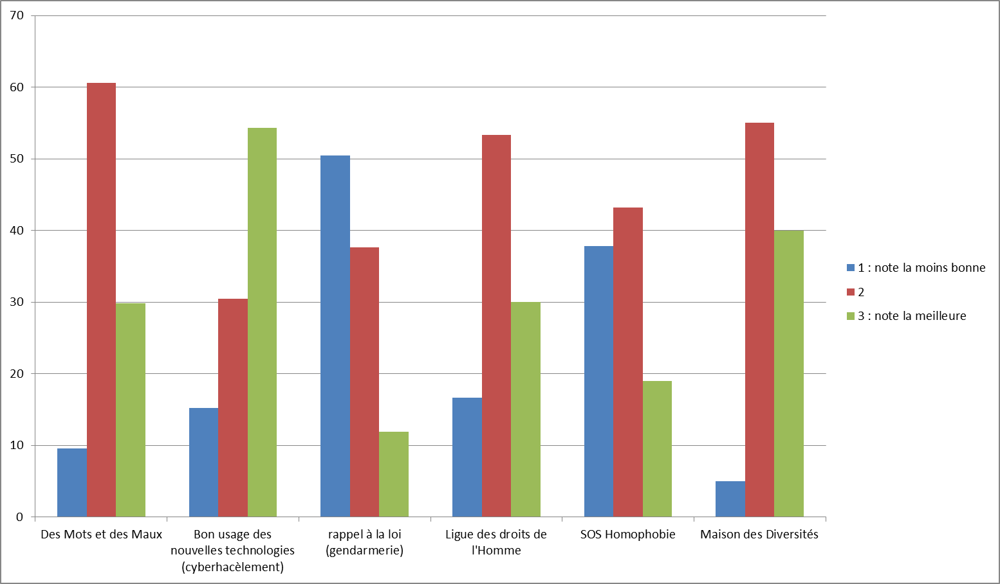 70
60
50
40
30
20
10
0
Des Mots et des Maux
Bon usage des
nouvelles technologies
(cyberhacèlement)
rappel à la loi
(gendarmerie)
Ligue des droits de
l'Homme
SOS Homophobie
Maison des Diversités
1 : note la moins bonne
2
3 : note la meilleure